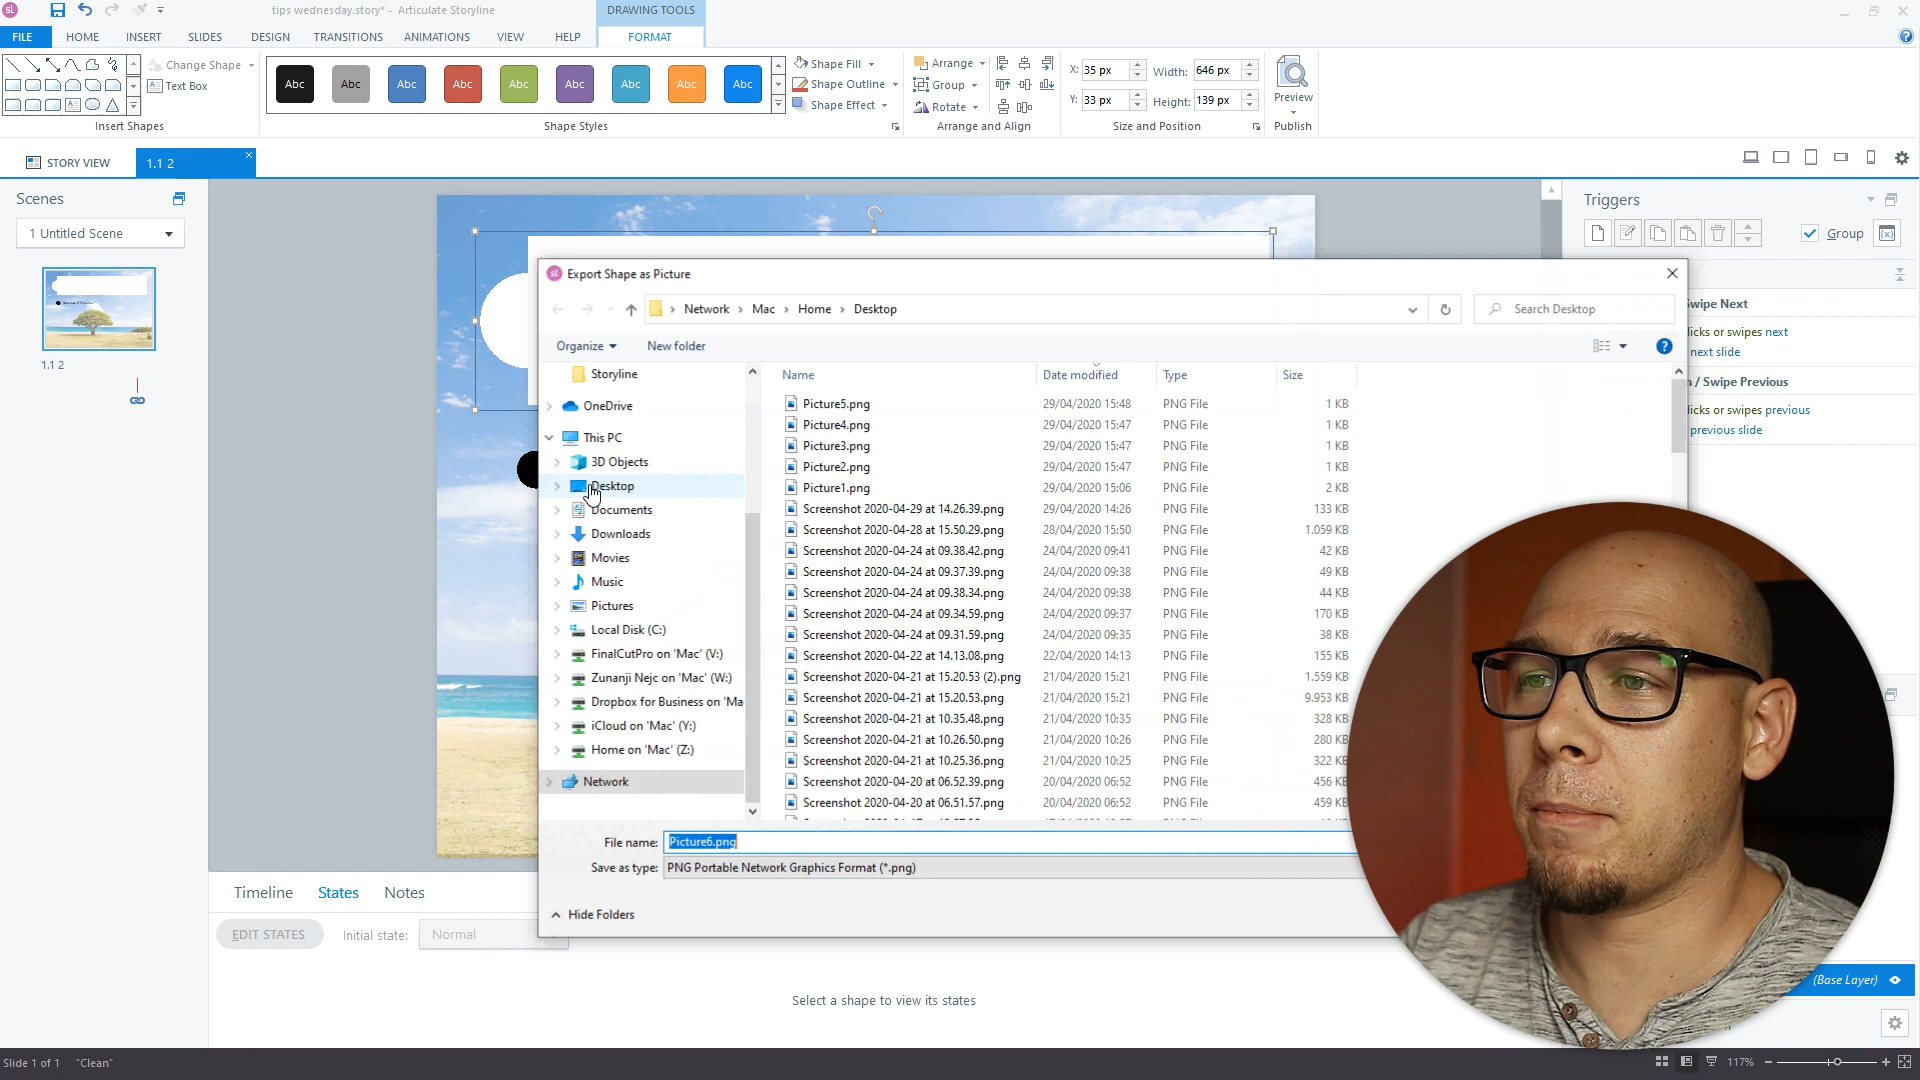 sl
tips wednesday.story* - Articulate Storyline
DRAWING TOOLS
FILE HOME INSERT SLIDES DESIGN TRANSITIONS ANIMATIONS VIEW HELP FORMAT
Change Shape
Text Box
Insert Shapes
Abc Abc Abc Abc Abc Abc Abc Abc Abc
Shape Fill
Shape Outline
Shape Effect
Shape Styles
Arrange
Group
Rotate
Arrange and Align
X: 35 px Width: 646 px
Y: 33 px Height: 139 px
Size and Position
Preview
Publish
STORY VIEW
1.1 2
Scenes
1 Untitled Scene
1.1 2
Triggers
Group
Swipe Next
licks or swipes next
next slide
/ Swipe Previous
licks or swipes previous
previous slide
Export Shape as Picture
Network Mac Home Desktop
Search Desktop
Organize New folder
Storyline
OneDrive
This PC
3D Objects
Desktop
Documents
Downloads
Movies
Music
Pictures
Local Disk (C:)
FinalCutPro on 'Mac' (V:)
Zunanji Nejc on 'Mac' (W:)
Dropbox for Business on 'Ma
iCloud on 'Mac' (Y:)
Home on 'Mac' (Z:)
Network
Name Date modified Type Size
Picture5.png 29/04/2020 15:48 PNG File 1 KB
Picture4.png 29/04/2020 15:47 PNG File 1 KB
Picture3.png 29/04/2020 15:47 PNG File 1 KB
Picture2.png 29/04/2020 15:47 PNG File 1 KB
Picture1.png 29/04/2020 15:06 PNG File 2 KB
Screenshot 2020-04-29 at 14.26.39.png 29/04/2020 14:26 PNG File 133 KB
Screenshot 2020-04-28 at 15.50.29.png 28/04/2020 15:50 PNG File 1.059 KB
Screenshot 2020-04-24 at 09.38.42.png 24/04/2020 09:41 PNG File 42 KB
Screenshot 2020-04-24 at 09.37.39.png 24/04/2020 09:38 PNG File 49 KB
Screenshot 2020-04-24 at 09.38.34.png 24/04/2020 09:38 PNG File 44 KB
Screenshot 2020-04-24 at 09.34.59.png 24/04/2020 09:37 PNG File 170 KB
Screenshot 2020-04-24 at 09.31.59.png 24/04/2020 09:35 PNG File 38 KB
Screenshot 2020-04-22 at 14.13.08.png 22/04/2020 14:13 PNG File 155 KB
Screenshot 2020-04-21 at 15.20.53 (2).png 21/04/2020 15:21 PNG File 1.559 KB
Screenshot 2020-04-21 at 15.20.53.png 21/04/2020 15:21 PNG File 9.953 KB
Screenshot 2020-04-21 at 10.35.48.png 21/04/2020 10:35 PNG File 328 KB
Screenshot 2020-04-21 at 10.26.50.png 21/04/2020 10:26 PNG File 280 KB
Screenshot 2020-04-21 at 10.25.36.png 21/04/2020 10:25 PNG File 322 KB
Screenshot 2020-04-20 at 06.52.39.png 20/04/2020 06:52 PNG File 456 KB
Screenshot 2020-04-20 at 06.51.57.png 20/04/2020 06:52 PNG File 459 KB
File name: Picture6.png
Save as type: PNG Portable Network Graphics Format (*.png)
Hide Folders
Timeline States Notes
EDIT STATES Initial state: Normal
Select a shape to view its states
(Base Layer)
Slide 1 of 1 "Clean"
117%